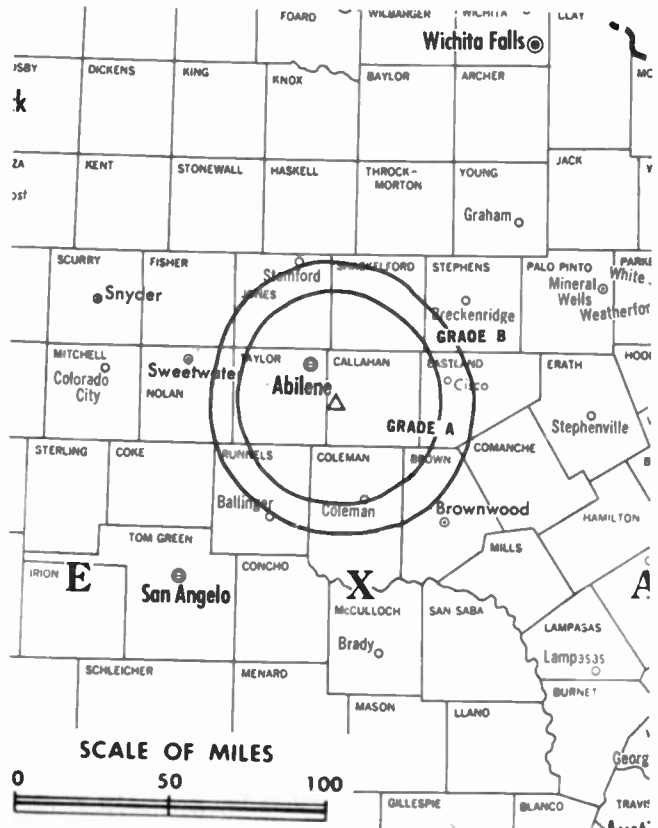 FOARD
WILBARGER
WICHITA
CLAY
Wichita Falls
DICKENS
KING
KNOX
BAYLOR
ARCHER
KENT
STONEWALL
HASKELL
THROCK-
MORTON
YOUNG
JACK
Graham
SCURRY
FISHER
Stamford
SHACKELFORD
STEPHENS
PALO PINTO
Snyder
JONES
Breckenridge
Mineral
Wells
White
GRADE B
MITCHELL
Colorado
City
Sweetwate
NOLAN
TAYLOR
Abilene
CALLAHAN
EASTLAND
Cisco
ERATH
Stephenville
GRADE A
STERLING
COKE
RUNNELS
COLEMAN
BROWN
COMANCHE
Ballinger
Coleman
Brownwood
HAMILTON
TOM GREEN
MILLS
IRION
E
San Angelo
CONCHO
X
A
McCULLOCH
SAN SABA
LAMPASAS
Brady
Lampasas
SCHLEICHER
MENARD
BURNET
MASON
LLANO
SCALE OF MILES
0 50 100
GILLESPIE
BLANCO